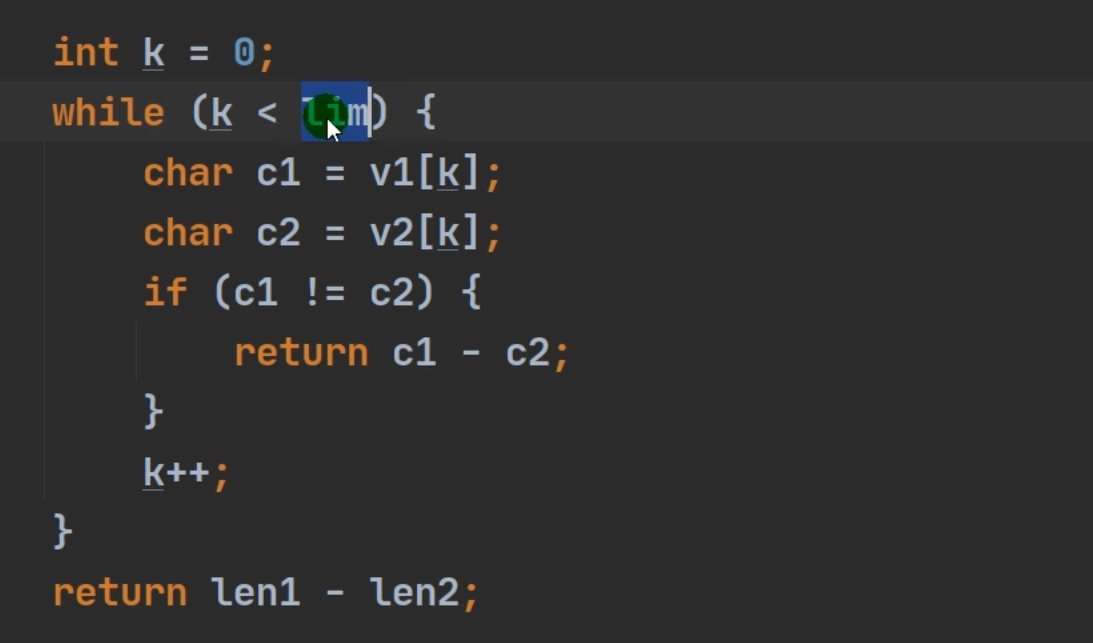 int k = 0;
while (k < lim) {
char c1 = v1[k];
char c2 = v2[k];
if (c1 != c2) {
return c1 - c2;
}
k++;
}
return len1 - len2;